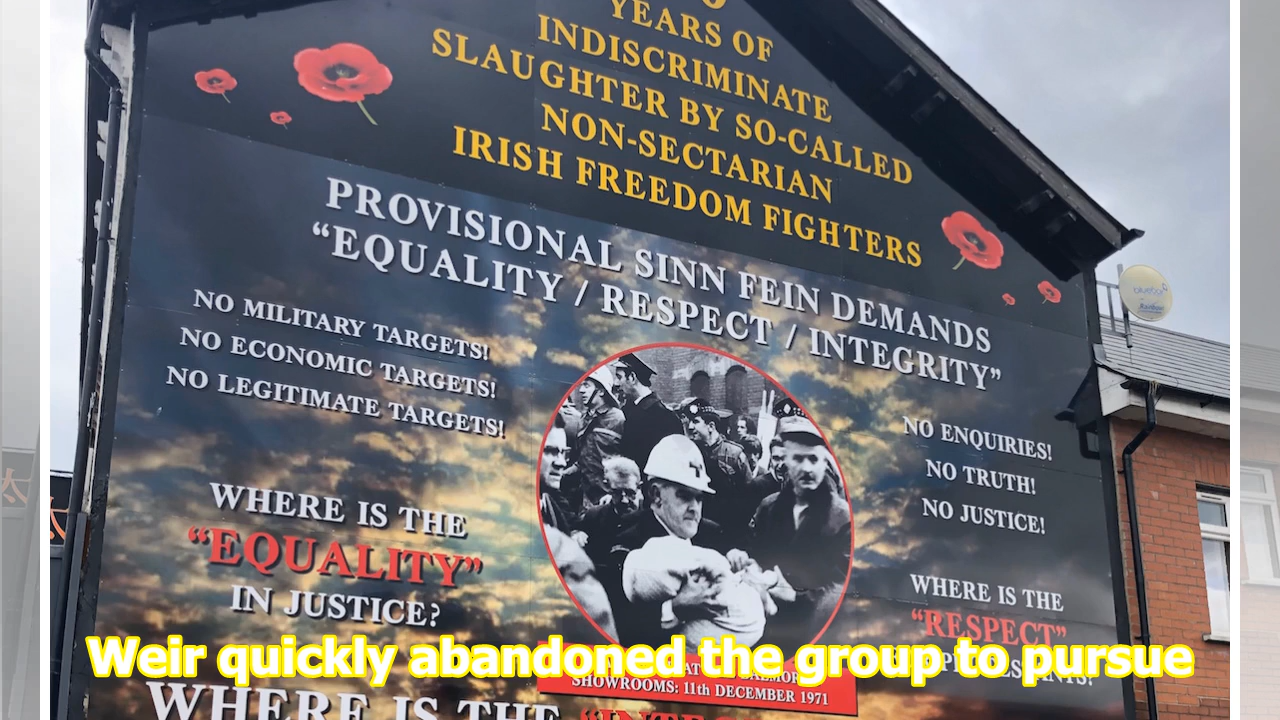 YEARS OF
INDISCRIMINATE
SLAUGHTER BY SO-CALLED
NON-SECTARIAN
IRISH FREEDOM FIGHTERS
PROVISIONAL SINN FEIN DEMANDS
“EQUALITY / RESPECT / INTEGRITY”
NO MILITARY TARGETS!
NO ECONOMIC TARGETS!
NO LEGITIMATE TARGETS!
NO ENQUIRIES!
NO TRUTH!
NO JUSTICE!
WHERE IS THE
“EQUALITY”
IN JUSTICE?
WHERE IS THE
“RESPECT”
SHOWROOMS: 11th DECEMBER 1971
WHERE IS THE
Weir quickly abandoned the group to pursue